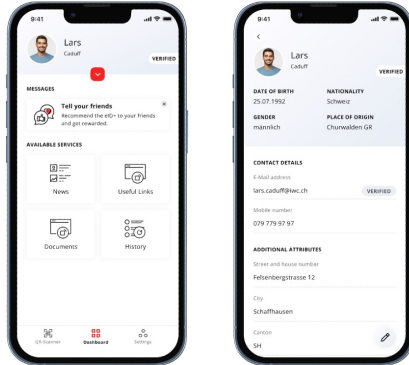 9:41
Lars
Caduff
VERIFIED
MESSAGES
Tell your friends
Recommend the eID+ to your friends
and get rewarded.
AVAILABLE SERVICES
News
Useful Links
Documents
History
QR-Scanner
Dashboard
Settings
9:41
Lars
Caduff
VERIFIED
DATE OF BIRTH
NATIONALITY
25.07.1992
Schweiz
GENDER
PLACE OF ORIGIN
männlich
Churwalden GR
CONTACT DETAILS
E-Mail address
lars.caduff@iwc.ch
VERIFIED
Mobile number
079 779 97 97
ADDITIONAL ATTRIBUTES
Street and house number
Felsenbergstrasse 12
City
Schaffhausen
Canton
SH